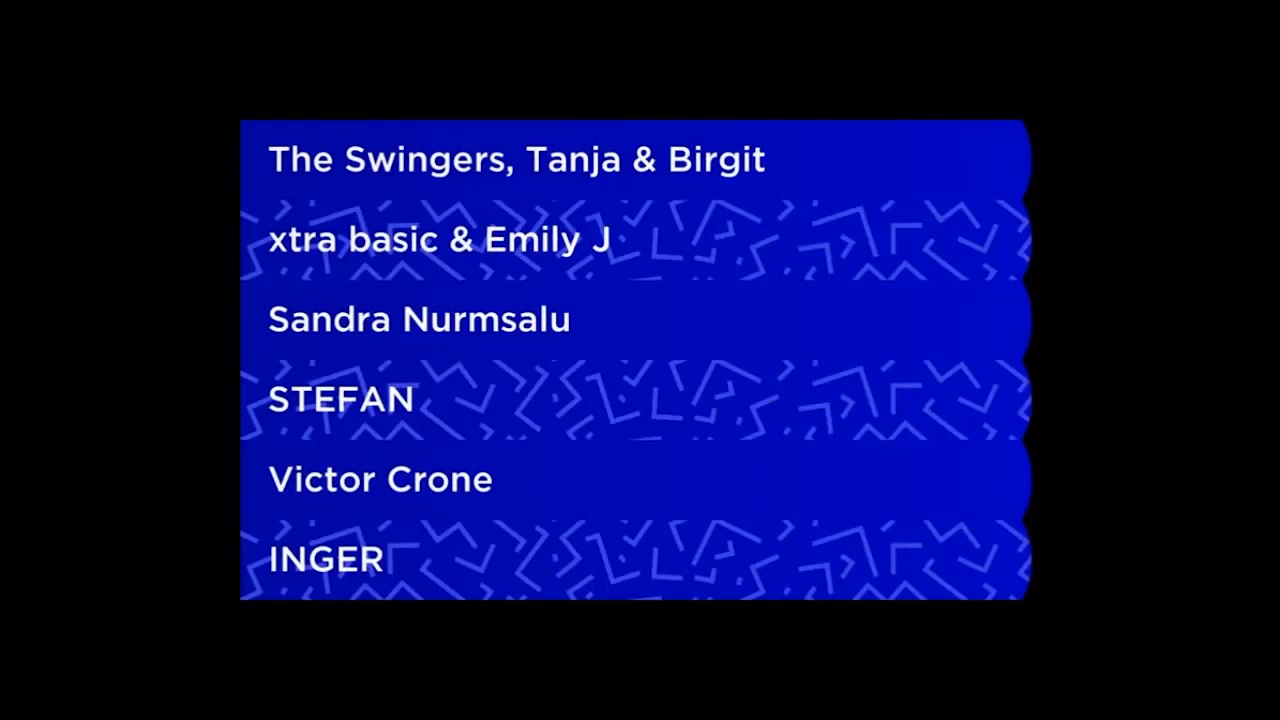 The Swingers, Tanja & Birgit
xtra basic & Emily J
Sandra Nurmsalu
STEFAN
Victor Crone
INGER